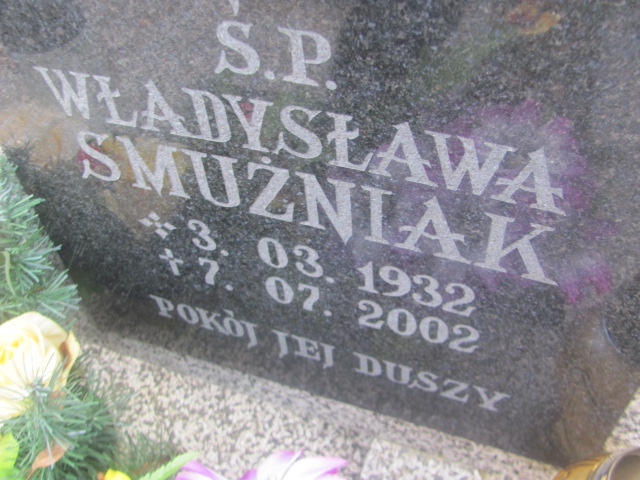 Ś.P.
WŁADYSŁAWA
SMUŻNIAK
* 3. 03. 1932
+ 7. 07. 2002
POKÓJ JEJ DUSZY